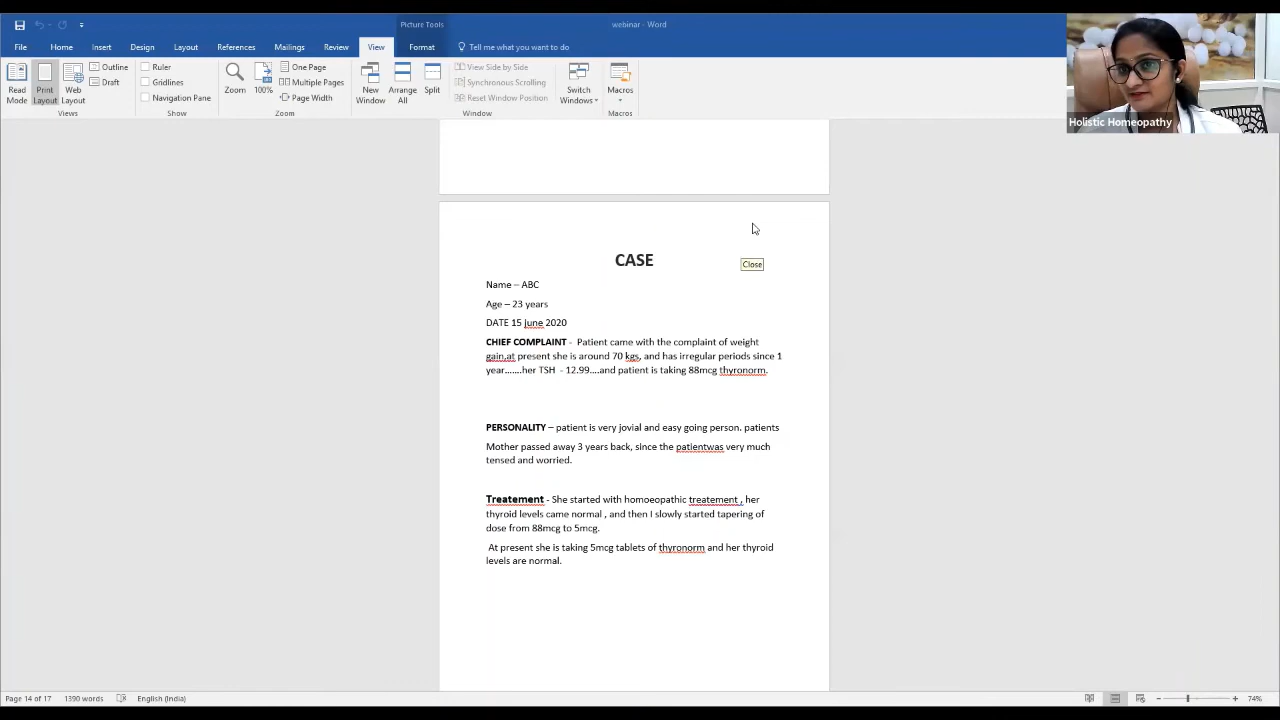 Picture Tools
webinar - Word
File Home Insert Design Layout References Mailings Review View Format Tell me what you want to do
Holistic Homeopathy
Read Mode
Print Layout
Web Layout
Outline
Draft
Views
Ruler
Gridlines
Navigation Pane
Show
Zoom
100%
One Page
Multiple Pages
Page Width
Zoom
New Window
Arrange All
Split
View Side by Side
Synchronous Scrolling
Reset Window Position
Window
Switch Windows
Macros
Macros
CASE
Close
Name – ABC
Age – 23 years
DATE 15 june 2020
CHIEF COMPLAINT - Patient came with the complaint of weight
gain,at present she is around 70 kgs, and has irregular periods since 1
year.......her TSH - 12.99....and patient is taking 88mcg thyronorm.
PERSONALITY – patient is very jovial and easy going person. patients
Mother passed away 3 years back, since the patientwas very much
tensed and worried.
Treatement - She started with homoeopathic treatement , her
thyroid levels came normal , and then I slowly started tapering of
dose from 88mcg to 5mcg.
At present she is taking 5mcg tablets of thyronorm and her thyroid
levels are normal.
Page 14 of 17 1390 words English (India) 74%